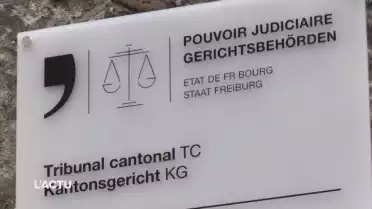 POUVOIR JUDICIAIRE
GERICHTSBEHÖRDEN
ETAT DE FRIBOURG
STAAT FREIBURG
Tribunal cantonal TC
Kantonsgericht KG
L'ACTU